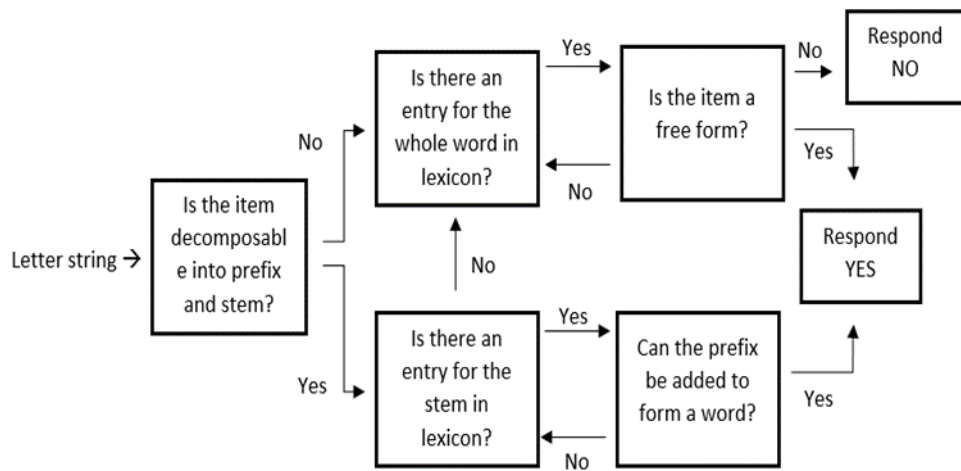 Letter string →
Is the item
decomposabl
e into prefix
and stem?
No
Yes
Is there an
entry for the
whole word in
lexicon?
Yes
No
Is the item a
free form?
No
Respond
NO
Yes
Respond
YES
No
Is there an
entry for the
stem in
lexicon?
Yes
No
Can the prefix
be added to
form a word?
Yes